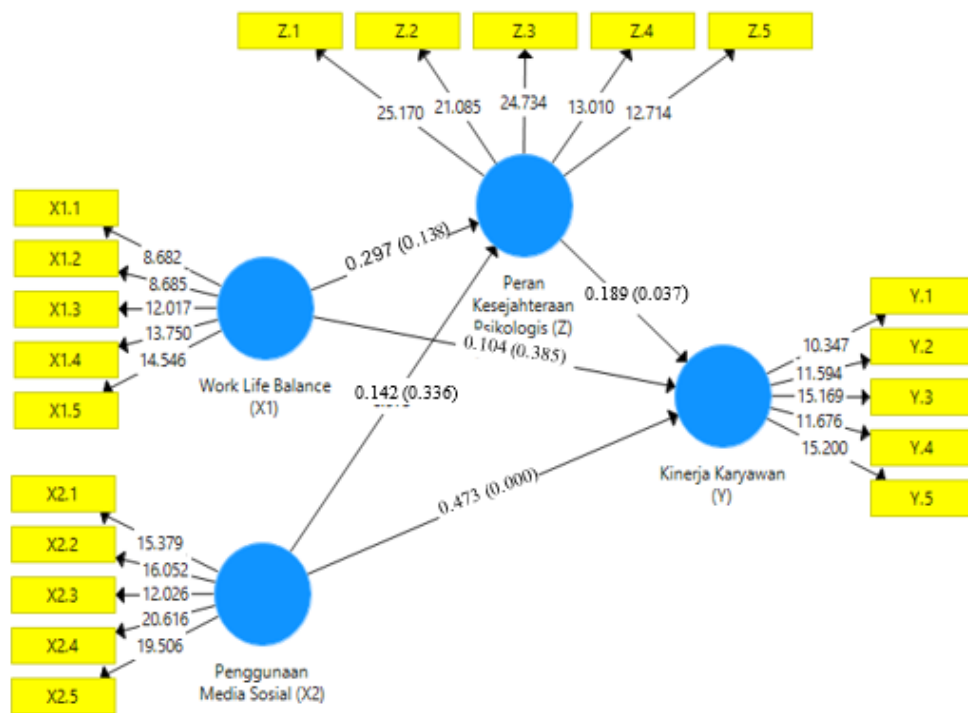 Z.1
Z.2
Z.3
Z.4
Z.5
25.170
21.085
24.734
13.010
12.714
X1.1
X1.2
X1.3
X1.4
X1.5
8.682
8.685
12.017
13.750
14.546
Work Life Balance
(X1)
0.297 (0.138)
Peran
Kesejahteraan
Psikologis (Z)
0.189 (0.037)
0.104 (0.385)
0.142 (0.336)
0.473 (0.000)
Y.1
Y.2
Y.3
Y.4
Y.5
10.347
11.594
15.169
11.676
15.200
Kinerja Karyawan
(Y)
X2.1
X2.2
X2.3
X2.4
X2.5
15.379
16.052
12.026
20.616
19.506
Penggunaan
Media Sosial (X2)